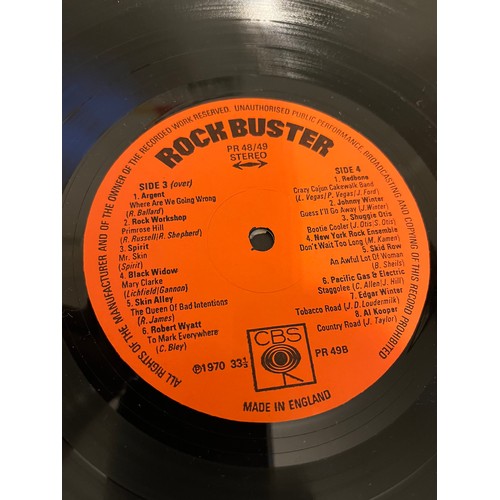 ALL RIGHTS OF THE MANUFACTURER AND OF THE OWNER OF THE RECORDED WORK RESERVED. UNAUTHORISED PUBLIC PERFORMANCE, BROADCASTING AND COPYING OF THIS RECORD PROHIBITED
ROCK BUSTER
PR 48/49
STEREO
SIDE 3 (over)
1. Argent
Where Are We Going Wrong
(R. Ballard)
2. Rock Workshop
Primrose Hill
(R. Russell/R. Shepherd)
3. Spirit
Mr. Skin
(Spirit)
4. Black Widow
Mary Clarke
(Lichfield/Gannon)
5. Skin Alley
The Queen Of Bad Intentions
(R. James)
6. Robert Wyatt
To Mark Everywhere
(C. Bley)
SIDE 4
1. Redbone
Crazy Cajun Cakewalk Band
(L. Vegas/P. Vegas/J. Ford)
2. Johnny Winter
Guess I'll Go Away (J. Winter)
3. Shuggie Otis
Bootie Cooler (J. Otis/S. Otis)
4. New York Rock Ensemble
Don't Wait Too Long (M. Kamen)
5. Skid Row
An Awful Lot Of Woman
(B. Sheils)
6. Pacific Gas & Electric
Staggolee (C. Allen/J. Hill)
7. Edgar Winter
Tobacco Road (J. D. Loudermilk)
8. Al Kooper
Country Road (J. Taylor)
℗1970 33⅓
CBS
PR 49B
MADE IN ENGLAND